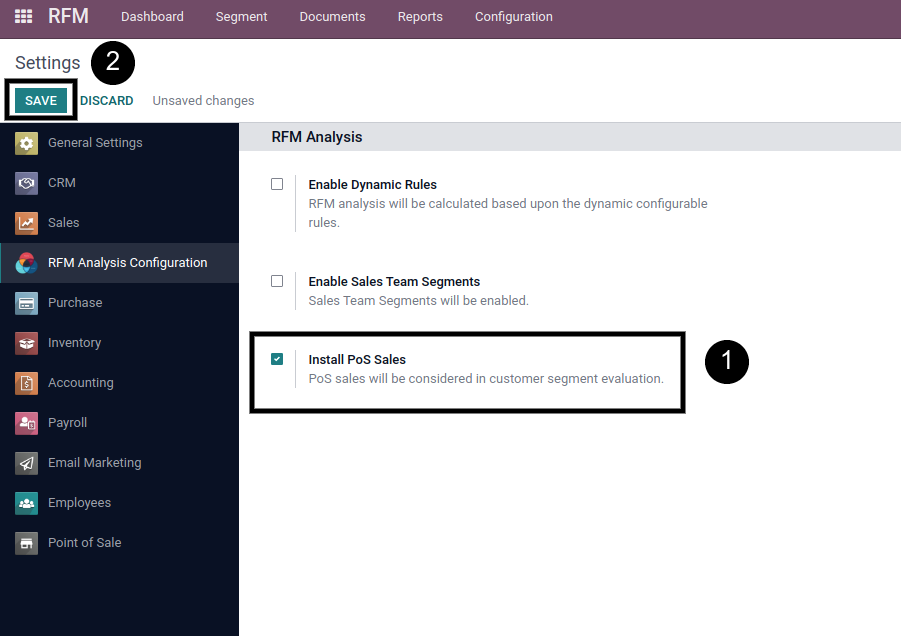 RFM Dashboard Segment Documents Reports Configuration
Settings 2
SAVE DISCARD Unsaved changes
General Settings
CRM
Sales
RFM Analysis Configuration
Purchase
Inventory
Accounting
Payroll
Email Marketing
Employees
Point of Sale
RFM Analysis
Enable Dynamic Rules
RFM analysis will be calculated based upon the dynamic configurable
rules.
Enable Sales Team Segments
Sales Team Segments will be enabled.
Install PoS Sales
PoS sales will be considered in customer segment evaluation.
1